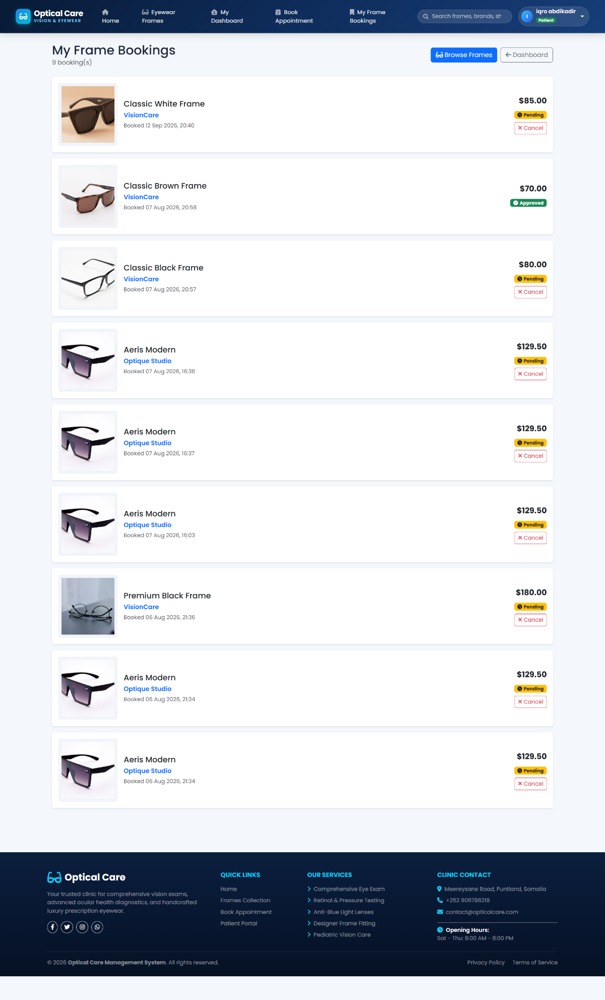 Optical Care
VISION & EYEWEAR
Home
Eyewear Frames
My Dashboard
Book Appointment
My Frame Bookings
Search frames, brands, st
I
iqro abdikadir
Patient
My Frame Bookings
9 booking(s)
Browse Frames
Dashboard
Classic White Frame
VisionCare
Booked 12 Sep 2026, 20:40
$85.00
Pending
Cancel
Classic Brown Frame
VisionCare
Booked 07 Aug 2026, 20:58
$70.00
Approved
Classic Black Frame
VisionCare
Booked 07 Aug 2026, 20:57
$80.00
Pending
Cancel
Aeris Modern
Optique Studio
Booked 07 Aug 2026, 16:38
$129.50
Pending
Cancel
Aeris Modern
Optique Studio
Booked 07 Aug 2026, 16:37
$129.50
Pending
Cancel
Aeris Modern
Optique Studio
Booked 07 Aug 2026, 16:03
$129.50
Pending
Cancel
Premium Black Frame
VisionCare
Booked 06 Aug 2026, 21:36
$180.00
Pending
Cancel
Aeris Modern
Optique Studio
Booked 06 Aug 2026, 21:34
$129.50
Pending
Cancel
Aeris Modern
Optique Studio
Booked 06 Aug 2026, 21:34
$129.50
Pending
Cancel
Optical Care
Your trusted clinic for comprehensive vision exams,
advanced ocular health diagnostics, and handcrafted
luxury prescription eyewear.
QUICK LINKS
Home
Frames Collection
Book Appointment
Patient Portal
OUR SERVICES
Comprehensive Eye Exam
Retinal & Pressure Testing
Anti-Blue Light Lenses
Designer Frame Fitting
Pediatric Vision Care
CLINIC CONTACT
Meereysane Road, Puntland, Somalia
+252 906786218
contact@opticalcare.com
Opening Hours:
Sat - Thu: 8:00 AM - 8:00 PM
© 2026 Optical Care Management System. All rights reserved.
Privacy Policy
Terms of Service